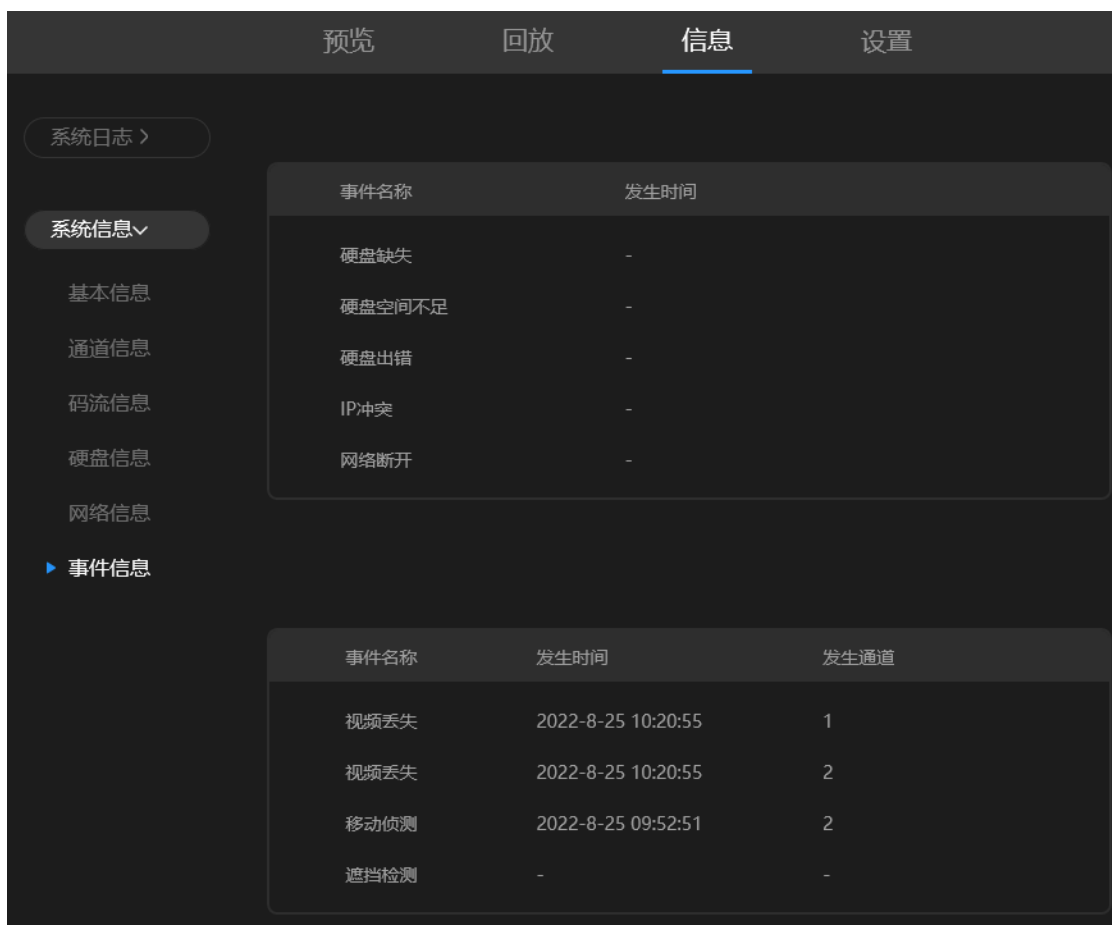 预览 回放 信息 设置
系统日志
事件名称 发生时间
系统信息
硬盘缺失 -
基本信息
硬盘空间不足 -
通道信息
硬盘出错 -
码流信息
IP冲突 -
硬盘信息
网络断开 -
网络信息
事件信息
事件名称 发生时间 发生通道
视频丢失 2022-8-25 10:20:55 1
视频丢失 2022-8-25 10:20:55 2
移动侦测 2022-8-25 09:52:51 2
遮挡检测 - -